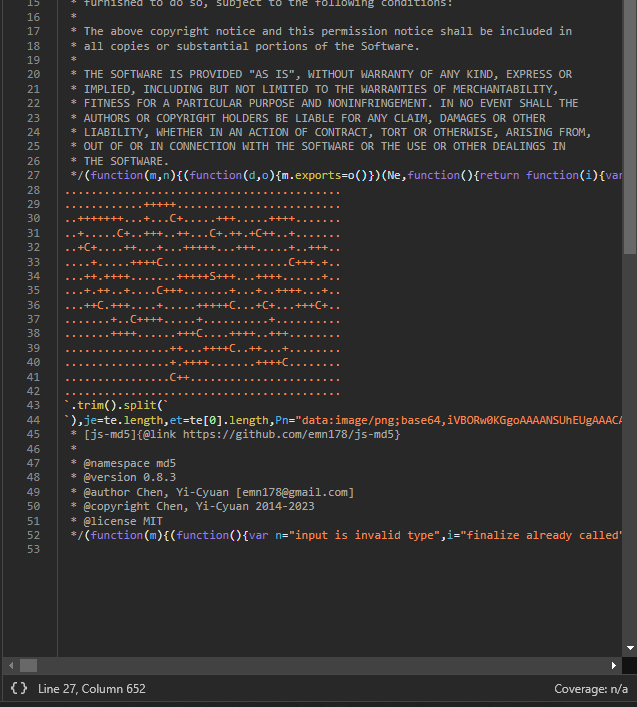 15 * furnished to do so, subject to the following conditions:
16 *
17 * The above copyright notice and this permission notice shall be included in
18 * all copies or substantial portions of the Software.
19 *
20 * THE SOFTWARE IS PROVIDED "AS IS", WITHOUT WARRANTY OF ANY KIND, EXPRESS OR
21 * IMPLIED, INCLUDING BUT NOT LIMITED TO THE WARRANTIES OF MERCHANTABILITY,
22 * FITNESS FOR A PARTICULAR PURPOSE AND NONINFRINGEMENT. IN NO EVENT SHALL THE
23 * AUTHORS OR COPYRIGHT HOLDERS BE LIABLE FOR ANY CLAIM, DAMAGES OR OTHER
24 * LIABILITY, WHETHER IN AN ACTION OF CONTRACT, TORT OR OTHERWISE, ARISING FROM,
25 * OUT OF OR IN CONNECTION WITH THE SOFTWARE OR THE USE OR OTHER DEALINGS IN
26 * THE SOFTWARE.
27 */(function(m,n){(function(d,o){m.exports=o()})(Ne,function(){return function(i){var
28 ..........................................
29 ............+++++.........................
30 ..+++++++...+...C+.....+++.....++++.......
31 ..+.....C+..+++..++...C+.++.+C++..+.......
32 ..+C+....++...+...+++++...+++.....+..+++..
33 ....+.....++++C...................C+++.+..
34 ...++.++++.......+++++S+++...++++......+..
35 ...+.++..+....C+++.......+...+..++++...+..
36 ...++C.+++....+.....+++++C...+C+...+++C+..
37 .......+..C++++.....+..........+..........
38 .......++++......+++C....++++..+++........
39 ................++...++++C..++...+........
40 ................+.++++.......++++C........
41 ................C++.......................
42 ..........................................
43 `.trim().split(`
44 `),je=te.length,et=te[0].length,Pn="data:image/png;base64,iVBORw0KGgoAAAANSUhEUgAAACA
45 * [js-md5]{@link https://github.com/emn178/js-md5}
46 *
47 * @namespace md5
48 * @version 0.8.3
49 * @author Chen, Yi-Cyuan [emn178@gmail.com]
50 * @copyright Chen, Yi-Cyuan 2014-2023
51 * @license MIT
52 */(function(m){(function(){var n="input is invalid type",i="finalize already called"
53
{} Line 27, Column 652
Coverage: n/a